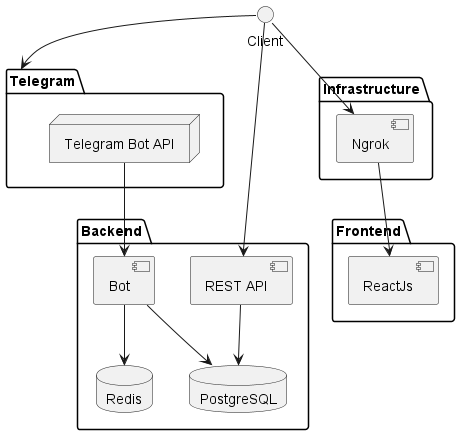 Client
Telegram
Infrastructure
Telegram Bot API
Ngrok
Backend
Frontend
Bot
REST API
ReactJs
Redis
PostgreSQL